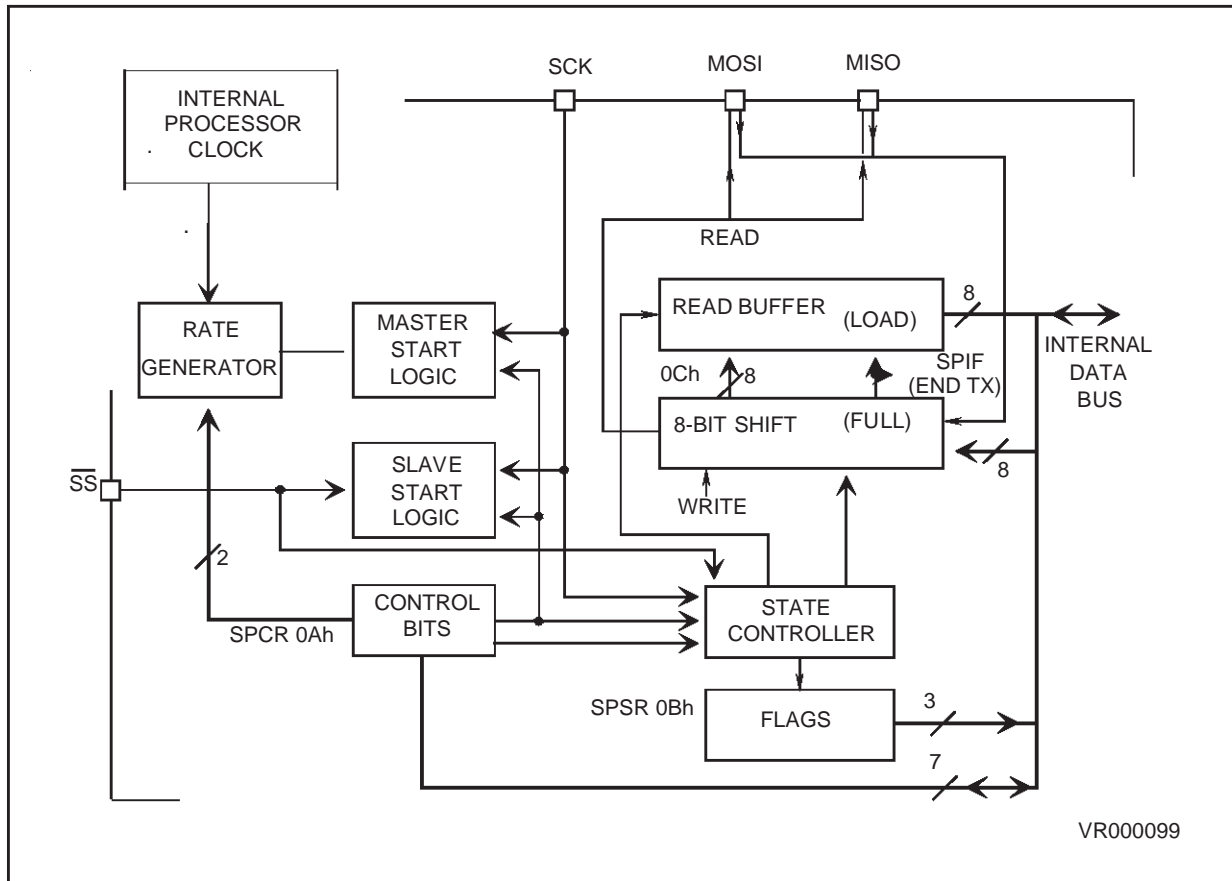 SCK MOSI MISO
INTERNAL
PROCESSOR
CLOCK
READ
READ BUFFER (LOAD)
8
RATE
GENERATOR
MASTER
START
LOGIC
0Ch
8
SPIF
(END TX)
INTERNAL
DATA
BUS
8-BIT SHIFT (FULL)
8
SS
SLAVE
START
LOGIC
WRITE
2
SPCR 0Ah
CONTROL
BITS
STATE
CONTROLLER
SPSR 0Bh
FLAGS
3
7
VR000099